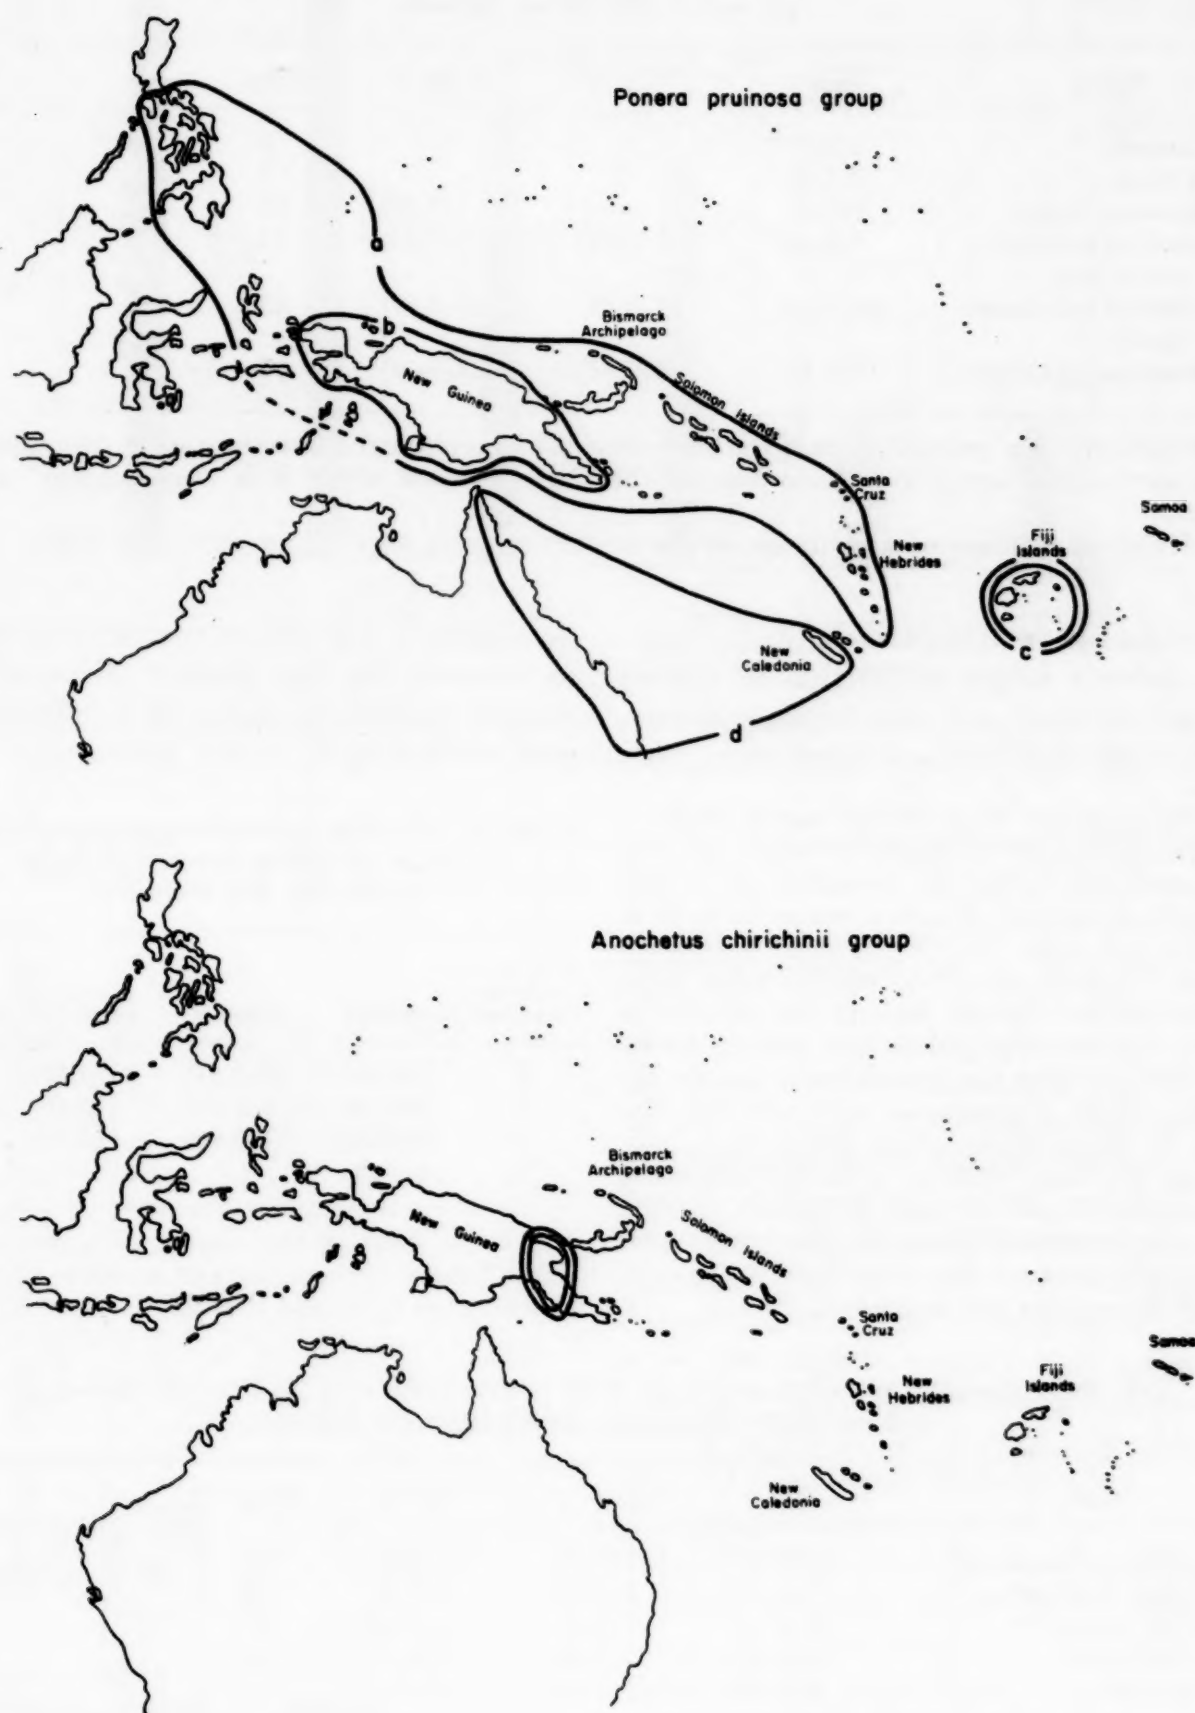 Ponera pruinosa group
a
b
Bismarck
Archipelago
New Guinea
Solomon Islands
Santa
Cruz
Samoa
Fiji
Islands
New
Hebrides
c
New
Caledonia
d
Anochetus chirichinii group
Bismarck
Archipelago
New Guinea
Solomon Islands
Santa
Cruz
Samoa
New
Hebrides
Fiji
Islands
New
Caledonia